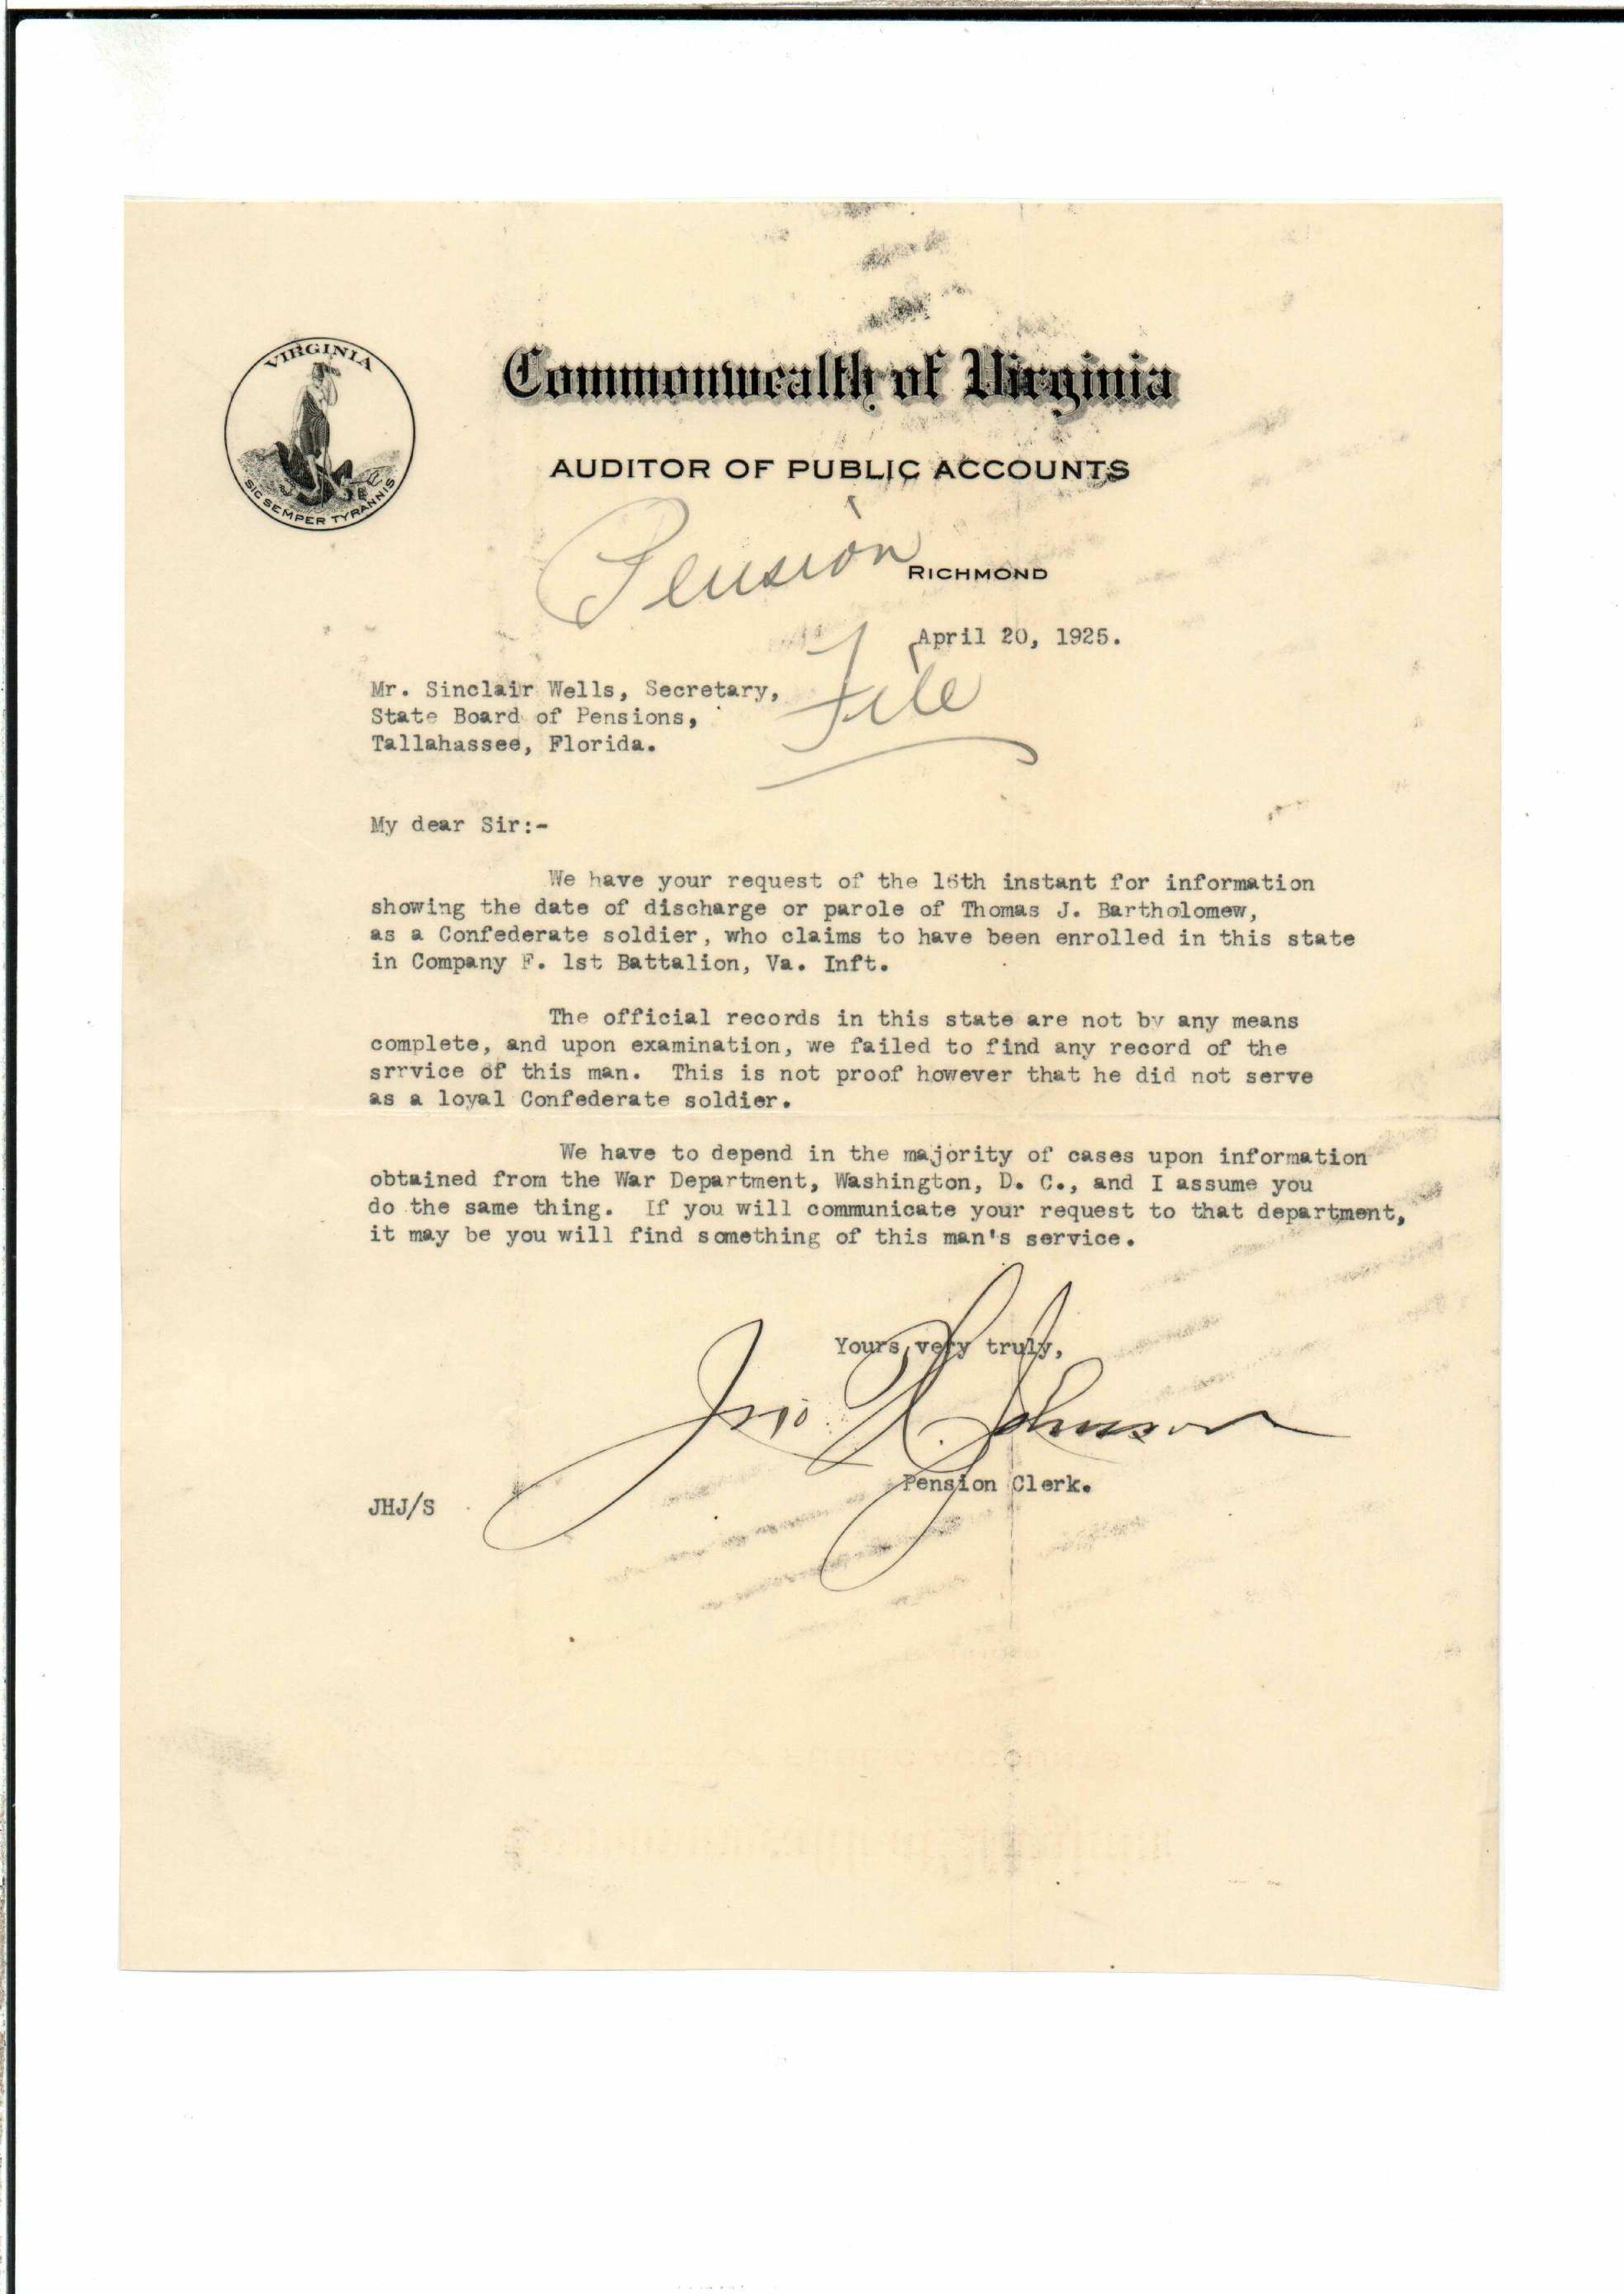 VIRGINIA
SIC SEMPER TYRANNIS
Commonwealth of Virginia
AUDITOR OF PUBLIC ACCOUNTS
Pension
RICHMOND
File
April 20, 1925.
Mr. Sinclair Wells, Secretary,
State Board of Pensions,
Tallahassee, Florida.
My dear Sir:-
We have your request of the 16th instant for information
showing the date of discharge or parole of Thomas J. Bartholomew,
as a Confederate soldier, who claims to have been enrolled in this state
in Company F. 1st Battalion, Va. Inft.
The official records in this state are not by any means
complete, and upon examination, we failed to find any record of the
srrvice of this man. This is not proof however that he did not serve
as a loyal Confederate soldier.
We have to depend in the majority of cases upon information
obtained from the War Department, Washington, D. C., and I assume you
do the same thing. If you will communicate your request to that department,
it may be you will find something of this man's service.
Yours very truly,
Jno. H. Johnson
Pension Clerk.
JHJ/S